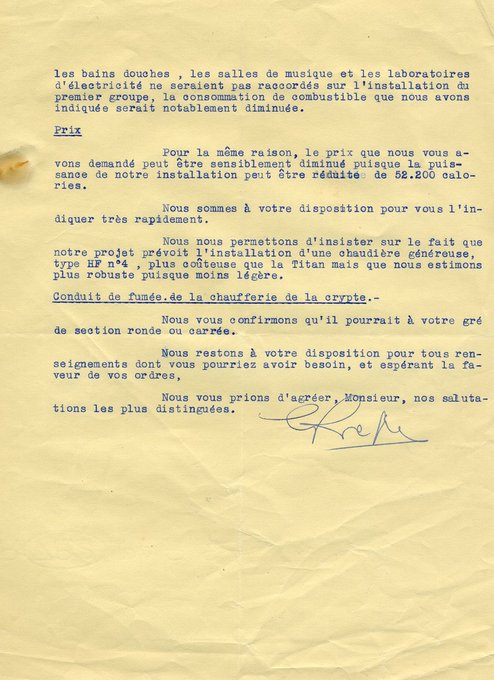 les bains douches , les salles de musique et les laboratoires
d'électricité ne seraient pas raccordés sur l'installation du
premier groupe, la consommation de combustible que nous avons
indiquée serait notablement diminuée.
Prix
Pour la même raison, le prix que nous vous a-
vons demandé peut être sensiblement diminué puisque la puis-
sance de notre installation peut être réduite de 52.200 calo-
ries.
Nous sommes à votre disposition pour vous l'in-
diquer très rapidement.
Nous nous permettons d'insister sur le fait que
notre projet prévoit l'installation d'une chaudière généreuse,
type HF n°4 , plus coûteuse que la Titan mais que nous estimons
plus robuste puisque moins légère.
Conduit de fumée.de la chaufferie de la crypte.-
Nous vous confirmons qu'il pourrait à votre gré
de section ronde ou carrée.
Nous restons à votre disposition pour tous ren-
seignements dont vous pourriez avoir besoin, et espérant la fa-
veur de vos ordres,
Nous vous prions d'agréer, Monsieur, nos saluta-
tions les plus distinguées.